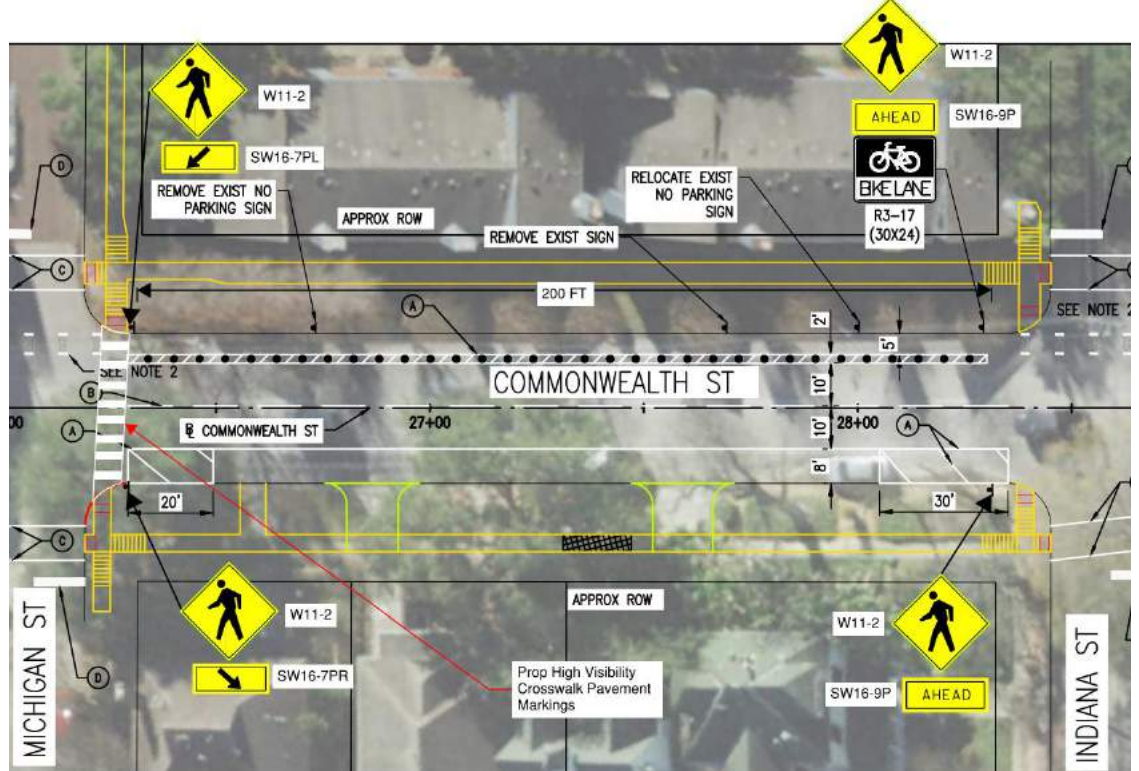 W11-2
SW16-7PL
REMOVE EXIST NO
PARKING SIGN
APPROX ROW
REMOVE EXIST SIGN
RELOCATE EXIST
NO PARKING
SIGN
W11-2
AHEAD
SW16-9P
BIKE LANE
R3-17
(30X24)
D
C
200 FT
A
2'
5'
SEE NOTE 2
SEE NOTE 2
COMMONWEALTH ST
10'
B
℄ COMMONWEALTH ST
27+00
28+00
00
A
10'
A
8'
20'
30'
C
D
W11-2
SW16-7PR
APPROX ROW
Prop High Visibility
Crosswalk Pavement
Markings
W11-2
SW16-9P
AHEAD
MICHIGAN ST
INDIANA ST